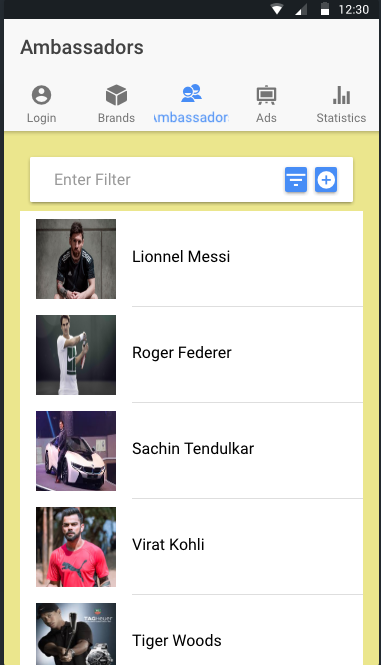 12:30
Ambassadors
Login
Brands
Ambassador
Ads
Statistics
Enter Filter
Lionnel Messi
Roger Federer
Sachin Tendulkar
Virat Kohli
TAGHeuer
Tiger Woods